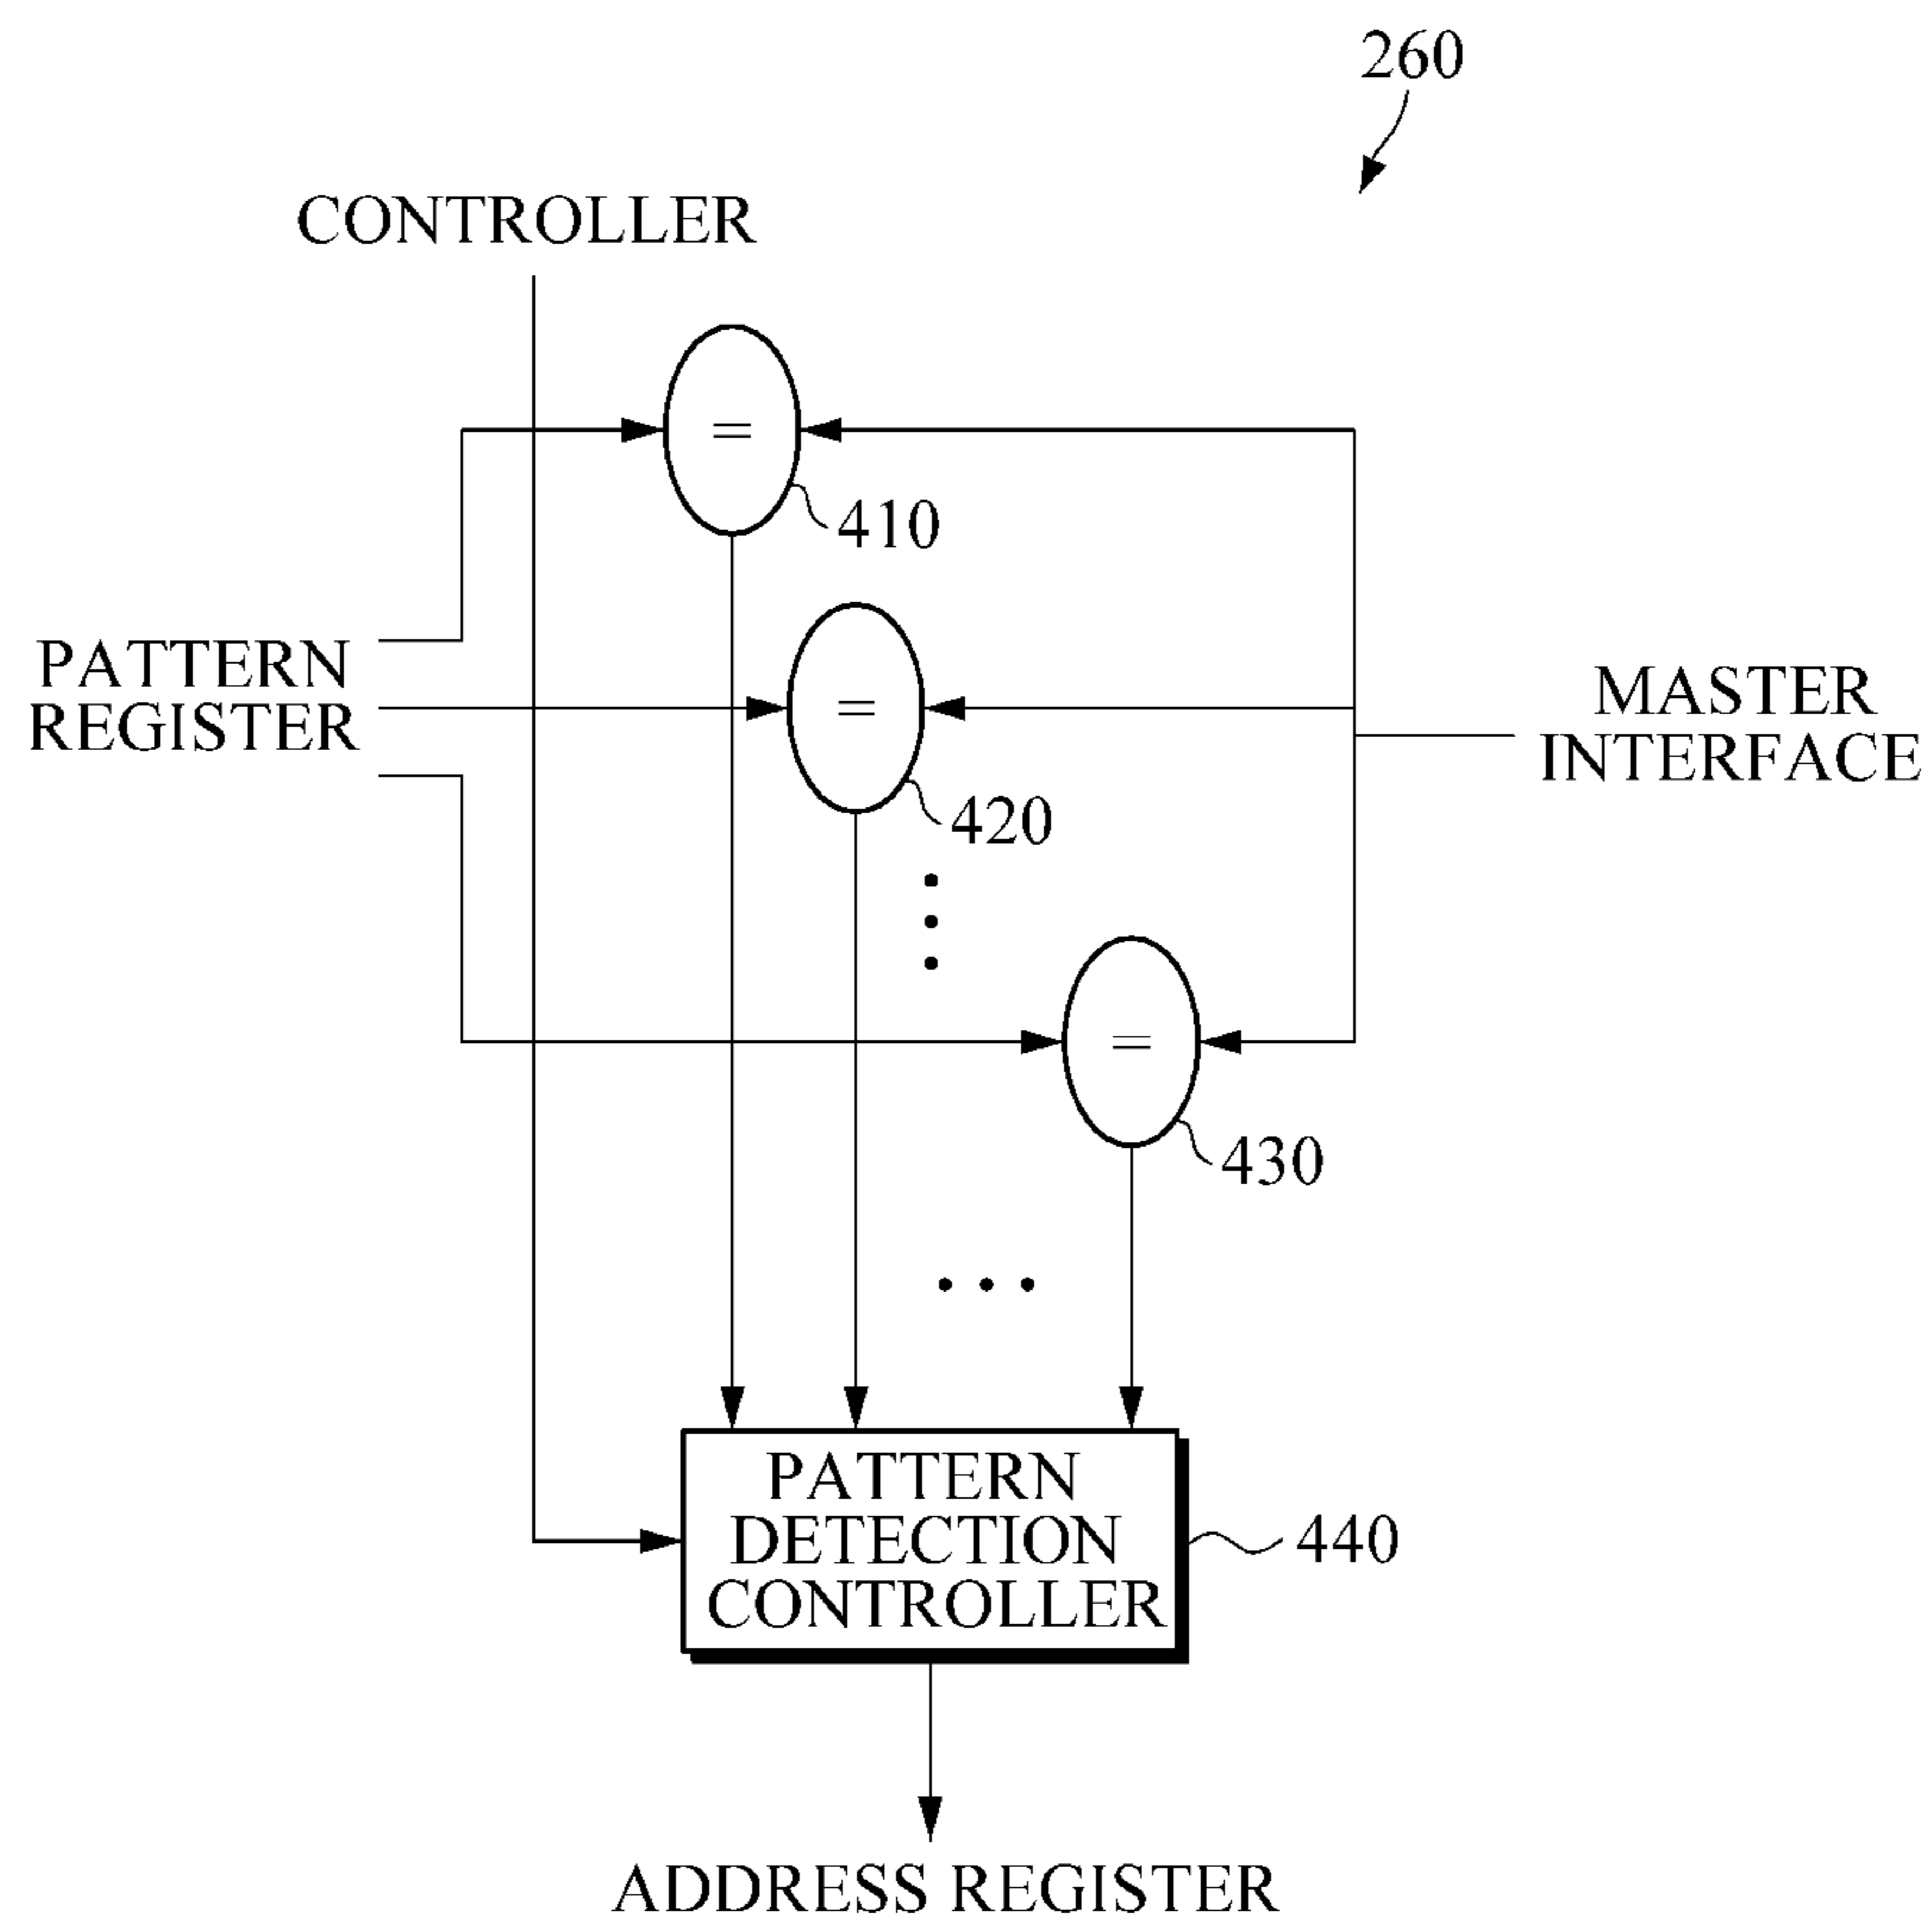 260
CONTROLLER
=
410
PATTERN
REGISTER
=
MASTER
INTERFACE
420
=
430
PATTERN
DETECTION
CONTROLLER
440
ADDRESS REGISTER